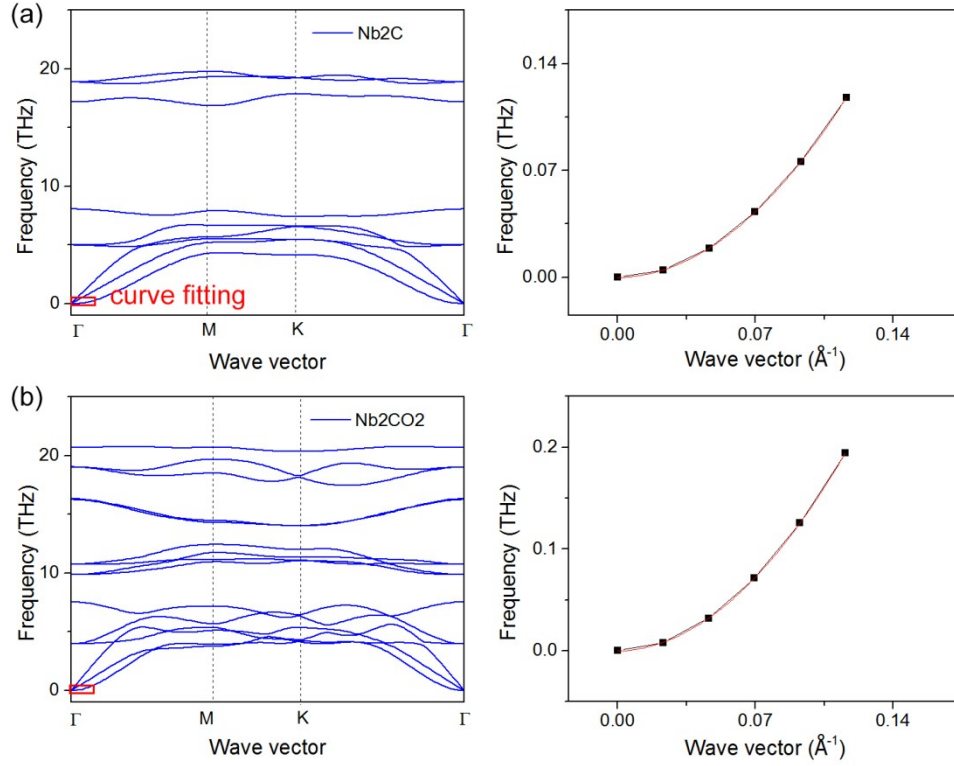 (a)
Nb2C
Frequency (THz)
20
10
0
curve fitting
Γ
M
K
Γ
Wave vector
Frequency (THz)
0.14
0.07
0.00
0.00
0.07
0.14
Wave vector (Å⁻¹)
(b)
Nb2CO2
Frequency (THz)
20
10
0
Γ
M
K
Γ
Wave vector
Frequency (THz)
0.2
0.1
0.0
0.00
0.07
0.14
Wave vector (Å⁻¹)